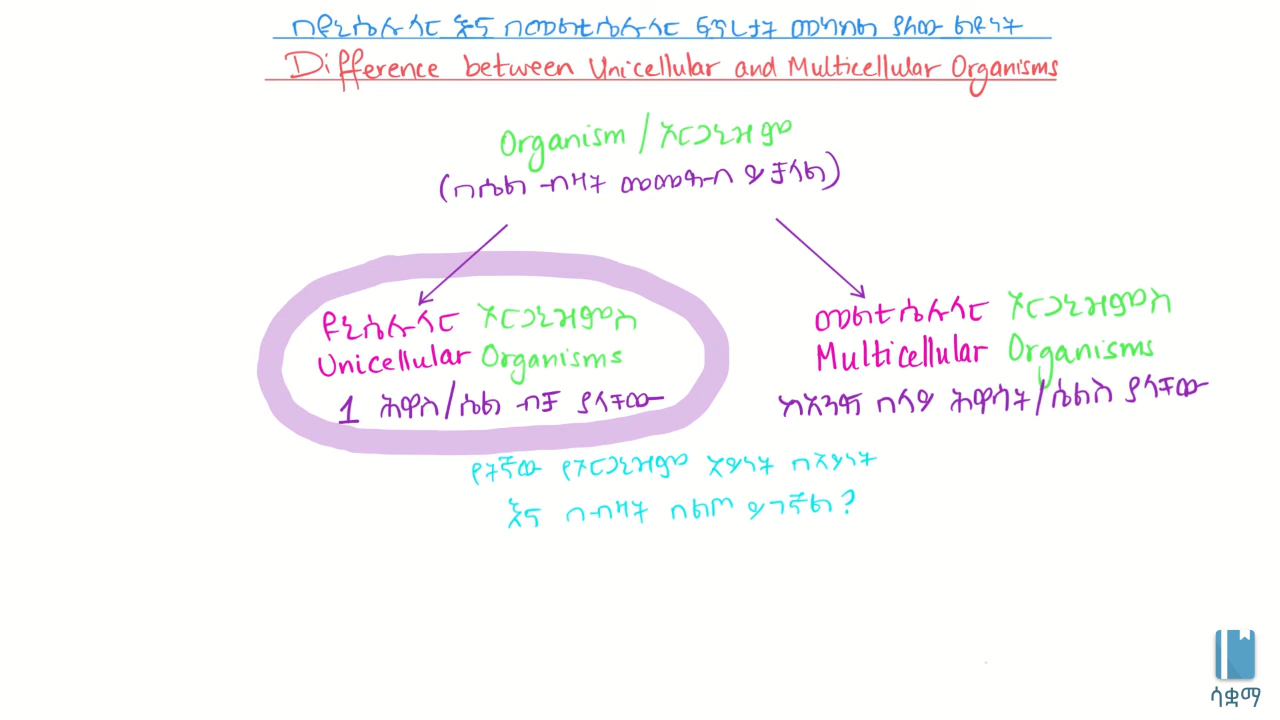 በዩኒሴሉላር እና በመልቲሴሉላር ፍጥረታት መካከል ያለው ልዩነት
Difference between Unicellular and Multicellular Organisms
Organism / ኦርጋኒዝም
(በሴል ብዛት መመደብ ይቻላል)
ዩኒሴሉላር ኦርጋኒዝምስ
Unicellular Organisms
1 ሕዋስ/ሴል ብቻ ያላቸው
መልቲሴሉላር ኦርጋኒዝምስ
Multicellular Organisms
ከአንድ በላይ ሕዋሳት/ሴልስ ያላቸው
የትኛው የኦርጋኒዝም አይነት በአይነት
እና በብዛት በልጦ ይገኛል?
ሳቋማ